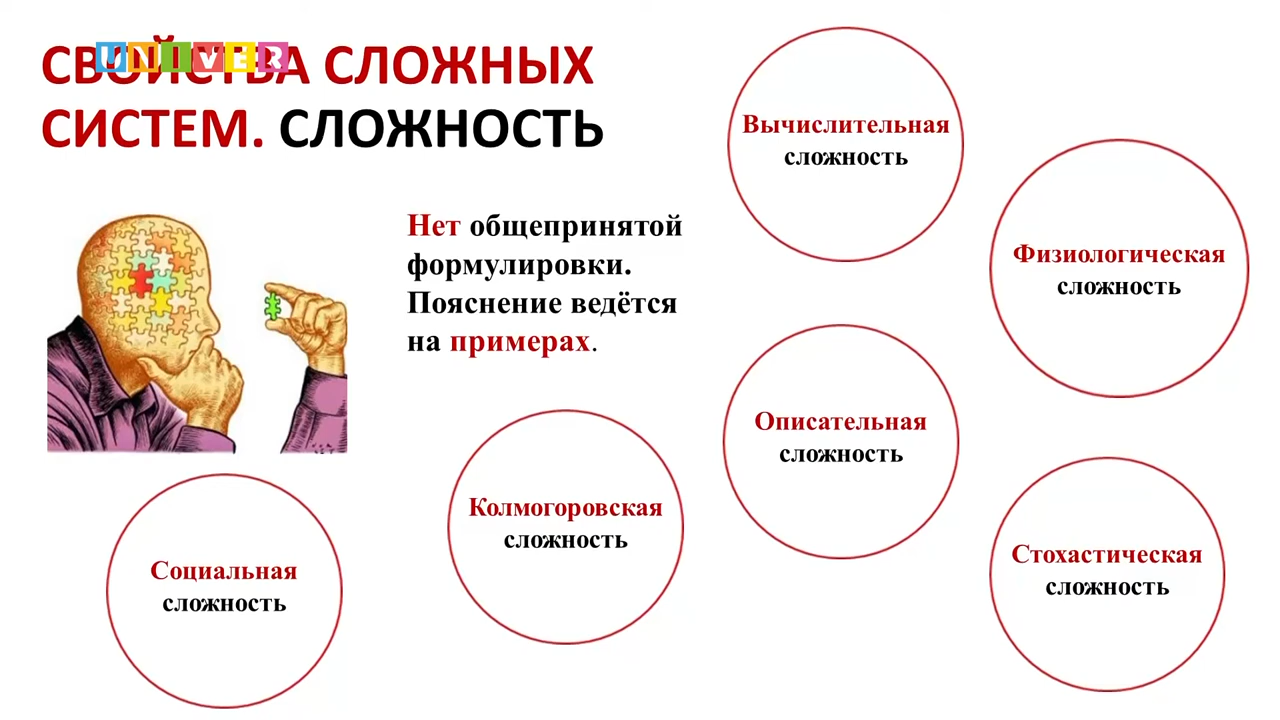 UNIVER
СВОЙСТВА СЛОЖНЫХ
СИСТЕМ. СЛОЖНОСТЬ
Нет общепринятой
формулировки.
Пояснение ведётся
на примерах.
Вычислительная
сложность
Физиологическая
сложность
Описательная
сложность
Колмогоровская
сложность
Стохастическая
сложность
Социальная
сложность